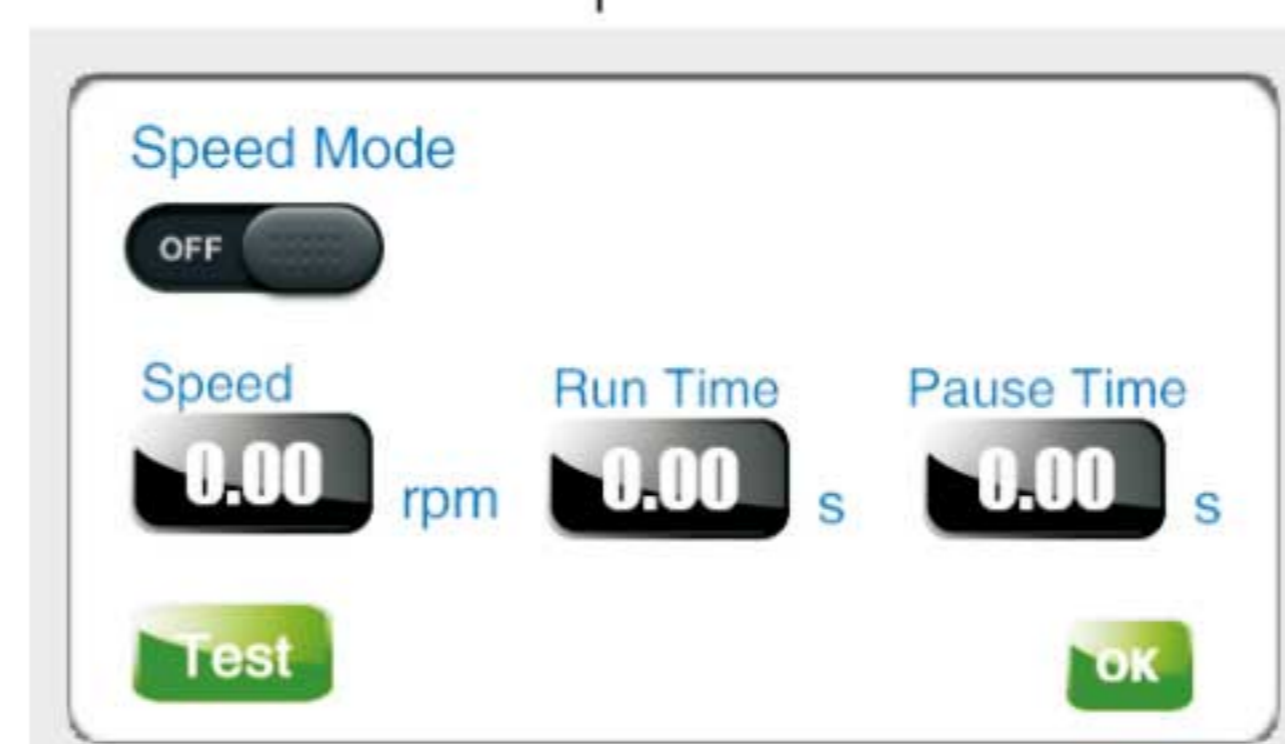 Speed Mode
OFF
Speed Run Time Pause Time
0.00 rpm 0.00 s 0.00 s
Test OK